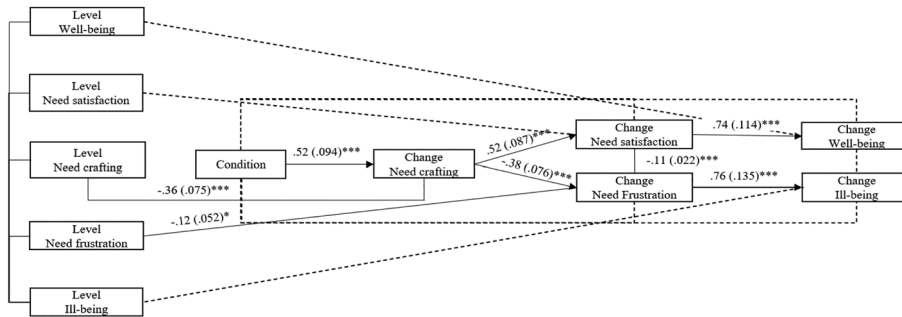 Level
Well-being
Level
Need satisfaction
Level
Need crafting
Level
Need frustration
Level
Ill-being
Condition
.52 (.094)***
Change
Need crafting
-.36 (.075)***
-.12 (.052)*
.52 (.087)***
-.38 (.076)***
Change
Need satisfaction
-.11 (.022)***
Change
Need Frustration
.74 (.114)***
.76 (.135)***
Change
Well-being
Change
Ill-being